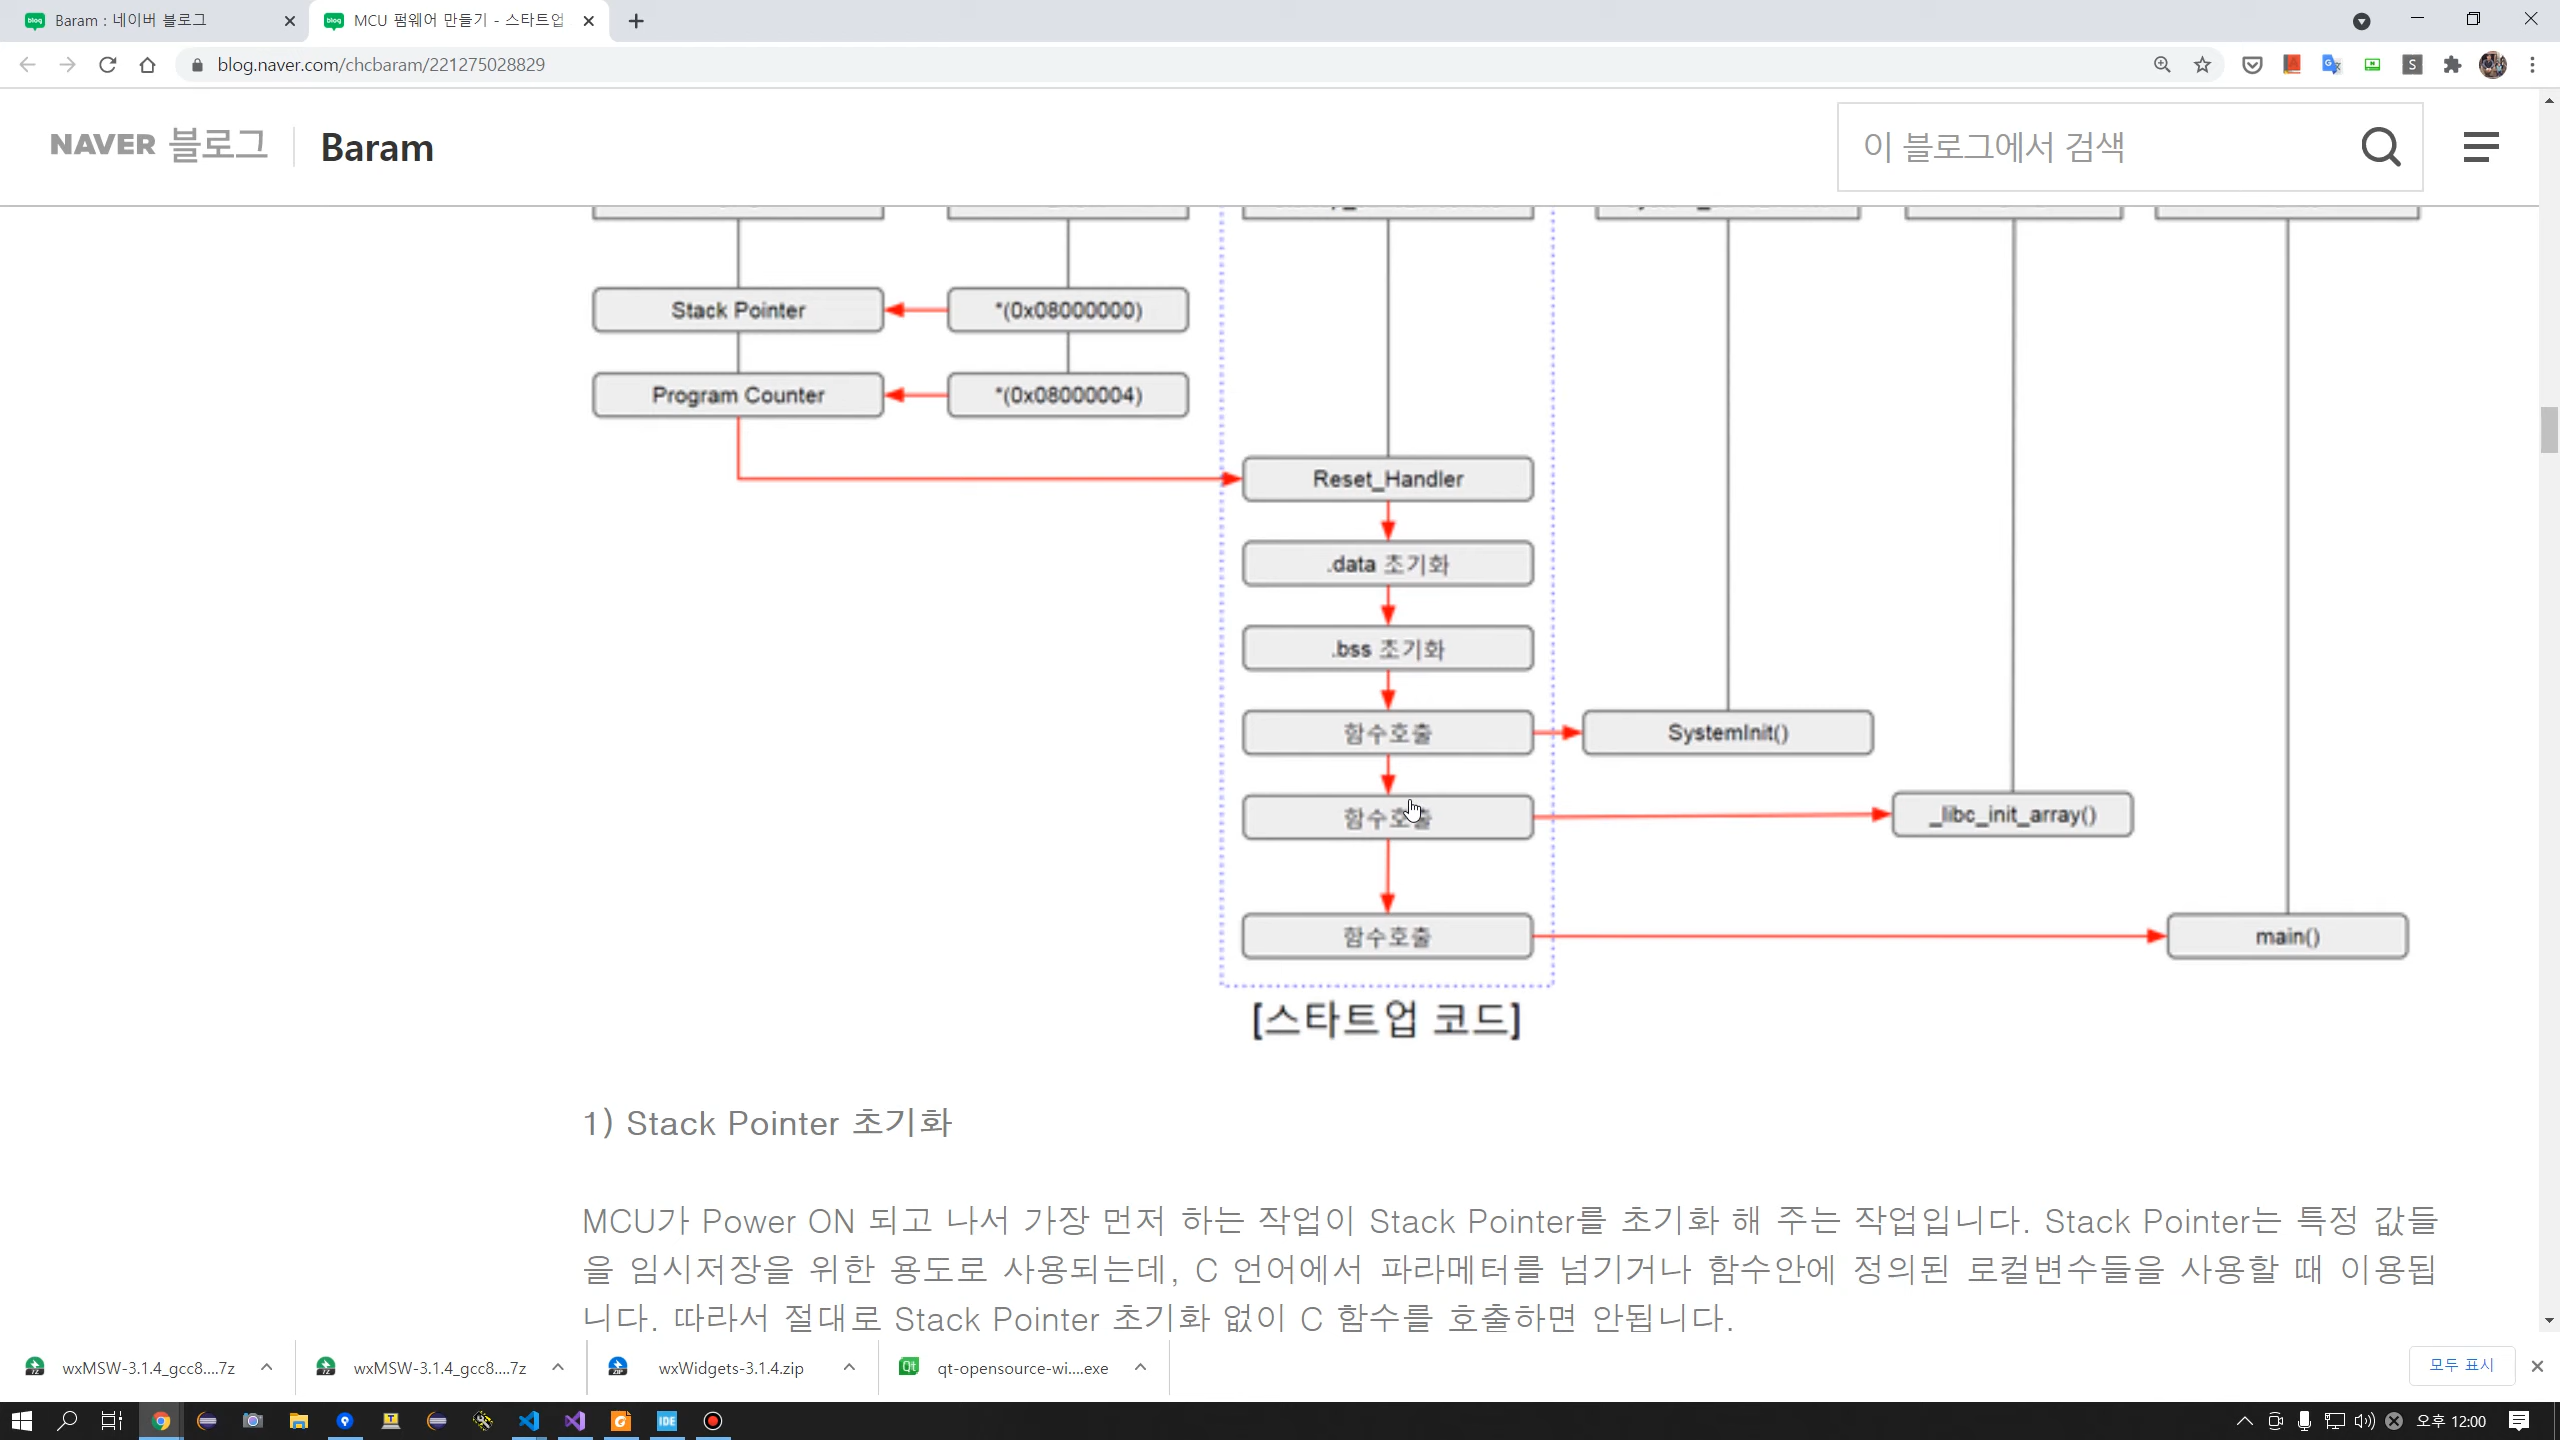 Baram : 네이버 블로그
MCU 펌웨어 만들기 - 스타트업
blog.naver.com/chcbaram/221275028829
NAVER 블로그
Baram
이 블로그에서 검색
Stack Pointer
*(0x08000000)
Program Counter
*(0x08000004)
Reset_Handler
.data 초기화
.bss 초기화
함수호출
SystemInit()
함수호출
_libc_init_array()
함수호출
main()
[스타트업 코드]
1) Stack Pointer 초기화
MCU가 Power ON 되고 나서 가장 먼저 하는 작업이 Stack Pointer를 초기화 해 주는 작업입니다. Stack Pointer는 특정 값들
을 임시저장을 위한 용도로 사용되는데, C 언어에서 파라메터를 넘기거나 함수안에 정의된 로컬변수들을 사용할 때 이용됩
니다. 따라서 절대로 Stack Pointer 초기화 없이 C 함수를 호출하면 안됩니다.
wxMSW-3.1.4_gcc8....7z
wxMSW-3.1.4_gcc8....7z
wxWidgets-3.1.4.zip
qt-opensource-wi....exe
모두 표시
IDE
오후 12:00